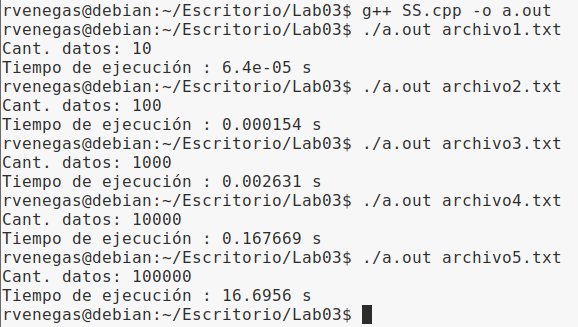 rvenegas@debian:~/Escritorio/Lab03$ g++ SS.cpp -o a.out
rvenegas@debian:~/Escritorio/Lab03$ ./a.out archivo1.txt
Cant. datos: 10
Tiempo de ejecución : 6.4e-05 s
rvenegas@debian:~/Escritorio/Lab03$ ./a.out archivo2.txt
Cant. datos: 100
Tiempo de ejecución : 0.000154 s
rvenegas@debian:~/Escritorio/Lab03$ ./a.out archivo3.txt
Cant. datos: 1000
Tiempo de ejecución : 0.002631 s
rvenegas@debian:~/Escritorio/Lab03$ ./a.out archivo4.txt
Cant. datos: 10000
Tiempo de ejecución : 0.167669 s
rvenegas@debian:~/Escritorio/Lab03$ ./a.out archivo5.txt
Cant. datos: 100000
Tiempo de ejecución : 16.6956 s
rvenegas@debian:~/Escritorio/Lab03$